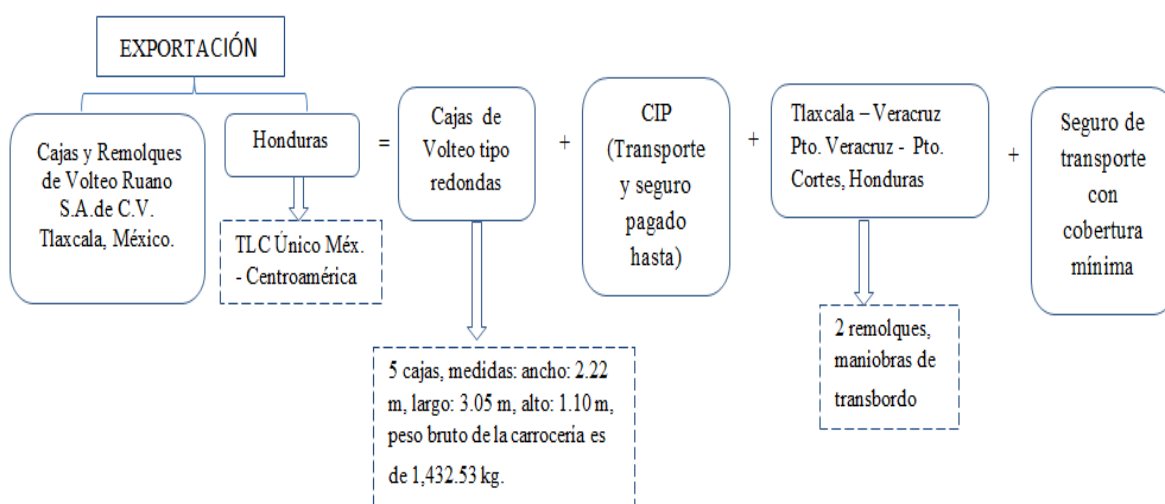 EXPORTACIÓN
Cajas y Remolques
de Volteo Ruano
S.A.de C.V.
Tlaxcala, México.
Honduras
TLC Único Méx.
- Centroamérica
=
Cajas de
Volteo tipo
redondas
5 cajas, medidas: ancho: 2.22
m, largo: 3.05 m, alto: 1.10 m,
peso bruto de la carrocería es
de 1,432.53 kg.
+
CIP
(Transporte
y seguro
pagado
hasta)
+
Tlaxcala – Veracruz
Pto. Veracruz - Pto.
Cortes, Honduras
2 remolques,
maniobras de
transbordo
+
Seguro de
transporte
con
cobertura
mínima